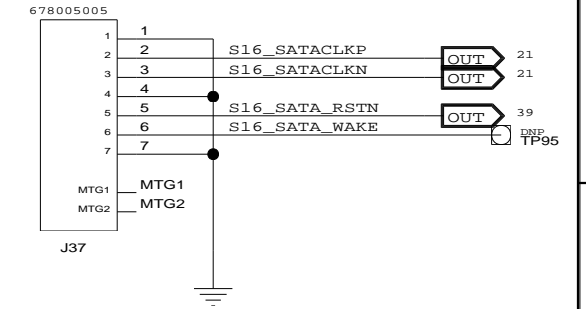 678005005
1 1
2 2 S16_SATACLKP OUT 21
3 3 S16_SATACLKN OUT 21
4 4
5 5 S16_SATA_RSTN OUT 39
6 6 S16_SATA_WAKE DNP
TP95
7 7
MTG1 MTG1
MTG2 MTG2
J37